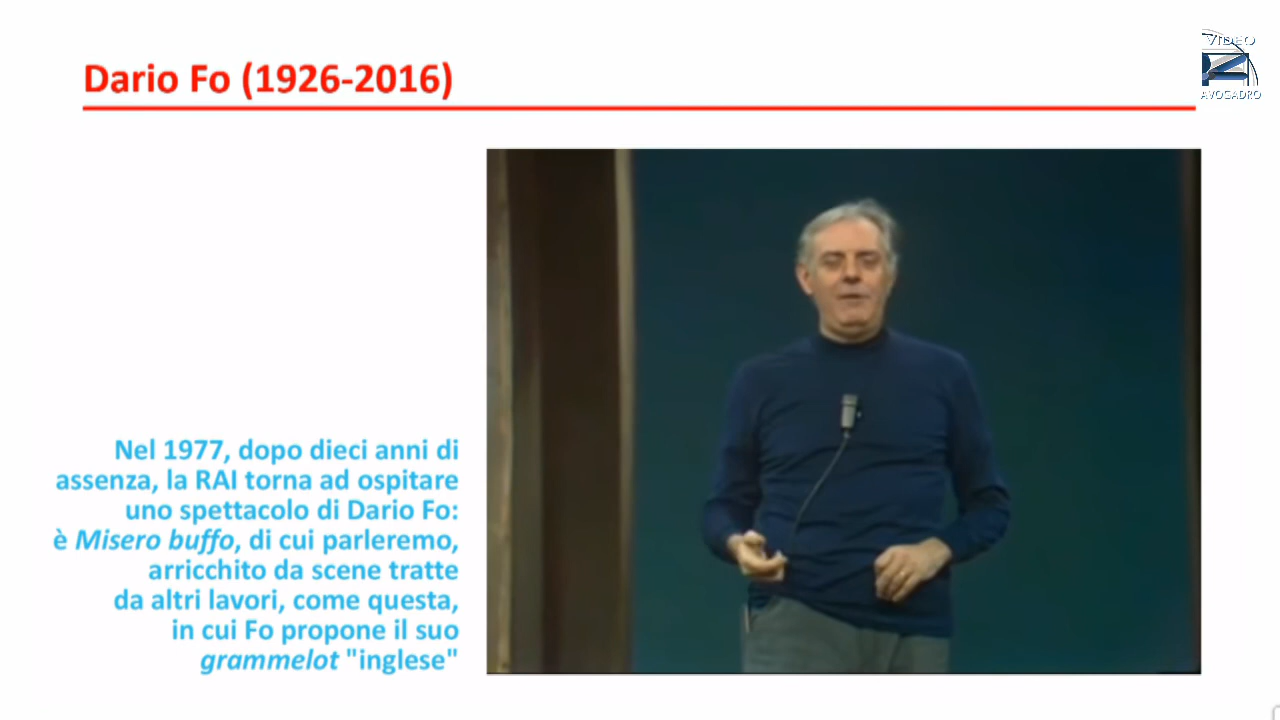 Dario Fo (1926-2016)
VIDEO
AVOGADRO
Nel 1977, dopo dieci anni di
assenza, la RAI torna ad ospitare
uno spettacolo di Dario Fo:
è Misero buffo, di cui parleremo,
arricchito da scene tratte
da altri lavori, come questa,
in cui Fo propone il suo
grammelot "inglese"